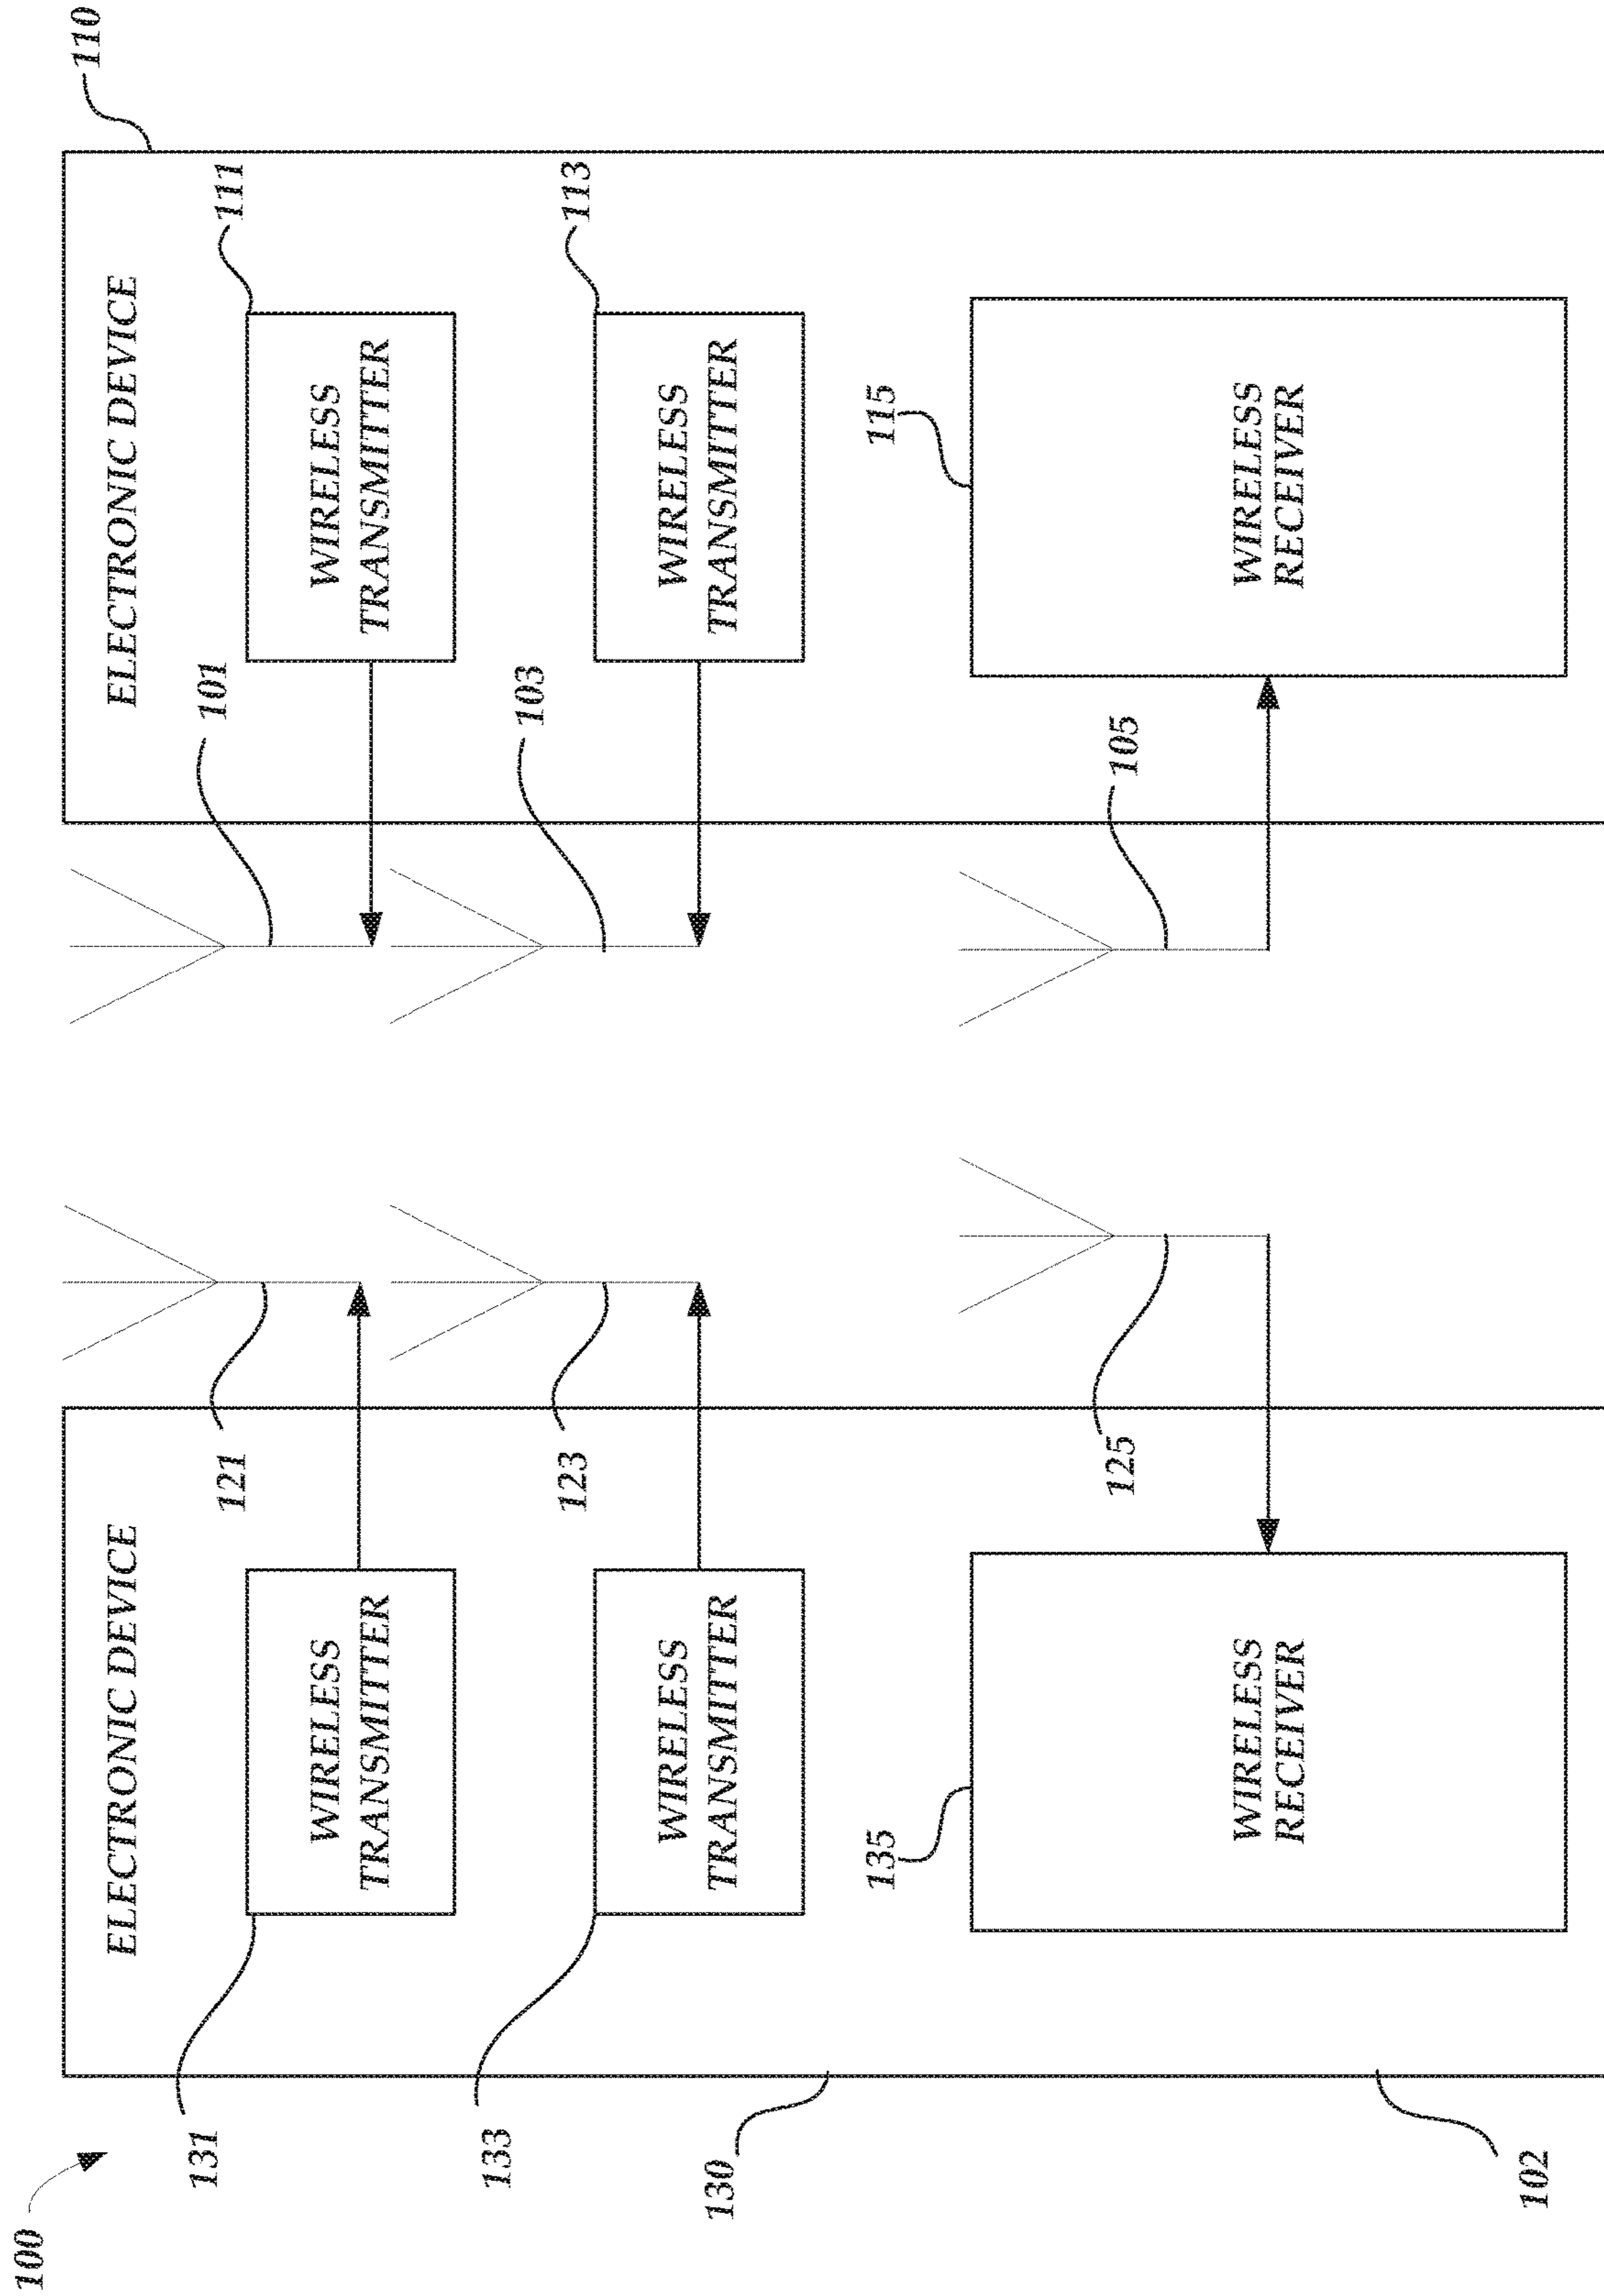 100
ELECTRONIC DEVICE
131
WIRELESS
TRANSMITTER
121
133
WIRELESS
TRANSMITTER
123
130
135
WIRELESS
RECEIVER
125
102
ELECTRONIC DEVICE
110
101
WIRELESS
TRANSMITTER
111
103
WIRELESS
TRANSMITTER
113
105
115
WIRELESS
RECEIVER